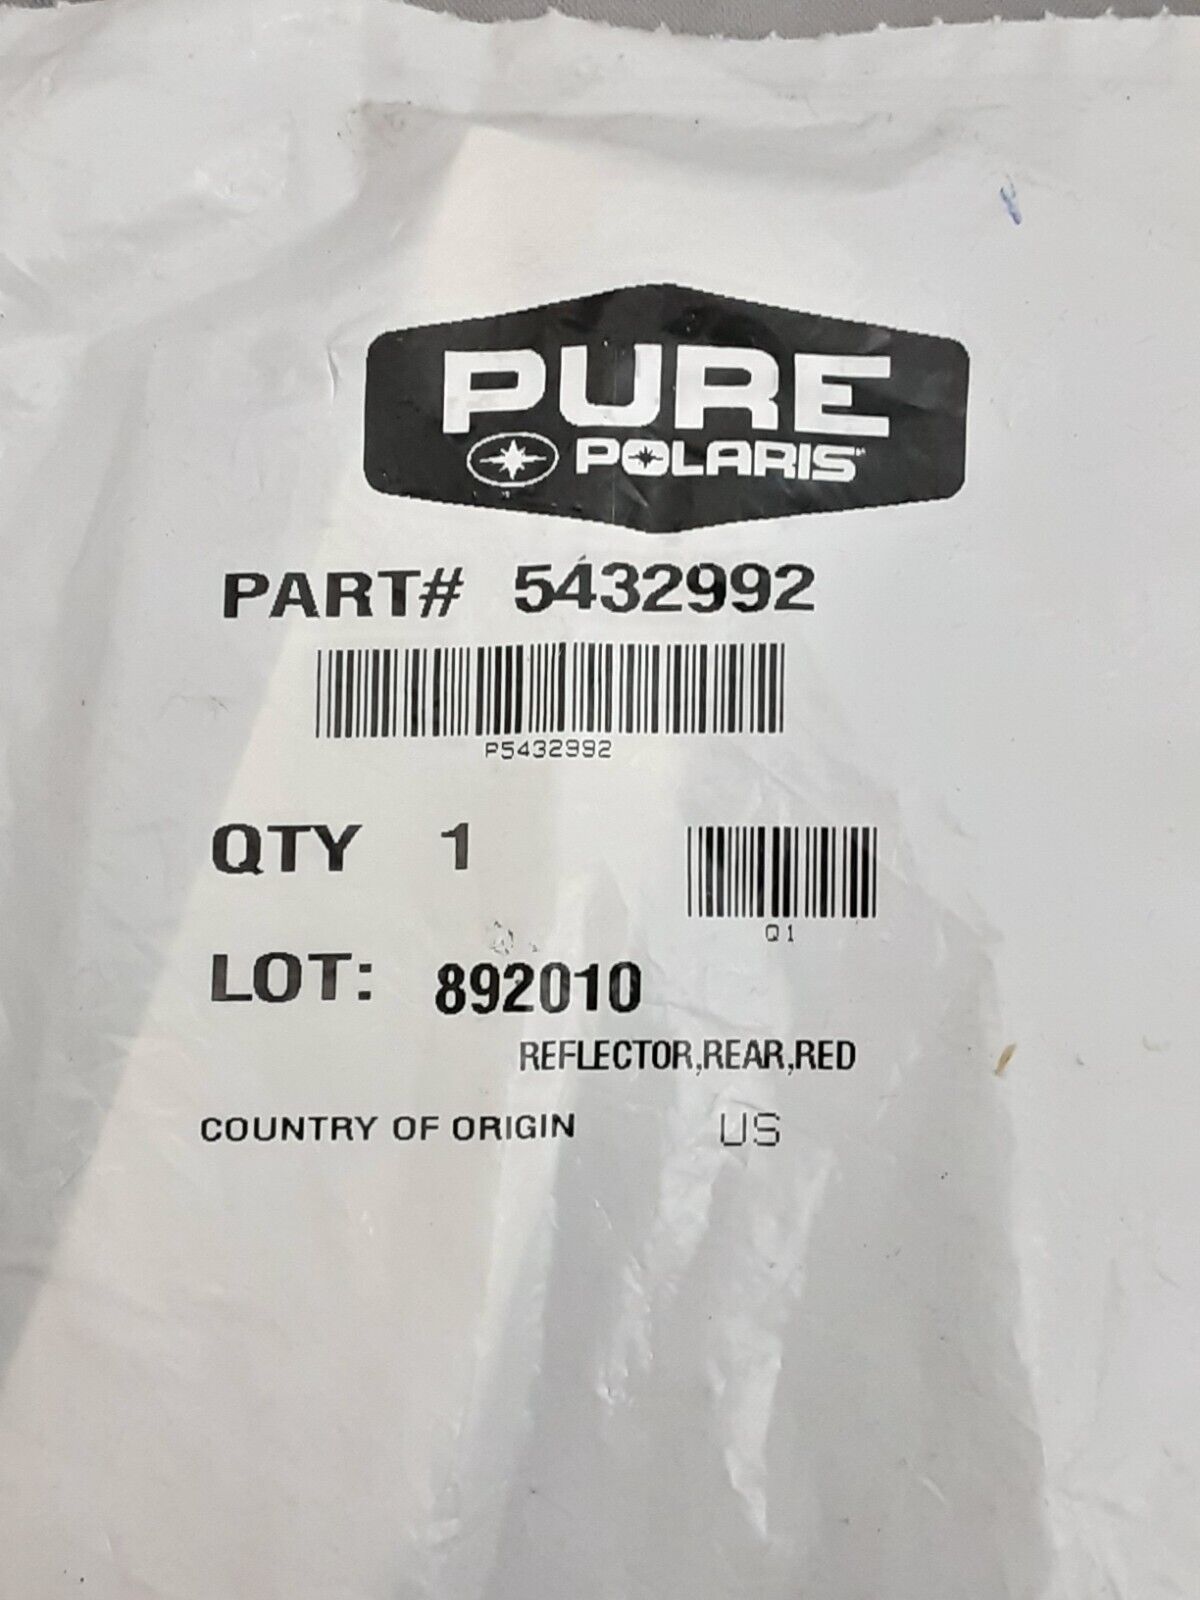 PURE
POLARIS
PART# 5432992
P5432992
QTY 1
Q1
LOT: 892010
REFLECTOR,REAR,RED
COUNTRY OF ORIGIN US